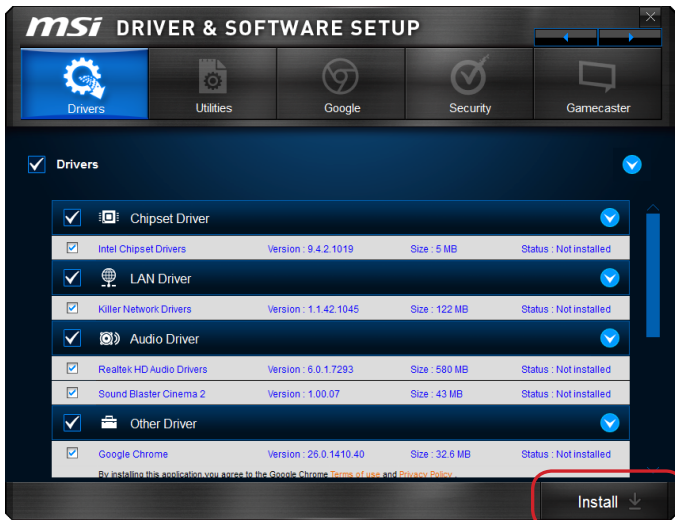 msi DRIVER & SOFTWARE SETUP
Drivers Utilities Google Security Gamecaster
Drivers
Chipset Driver
Intel Chipset Drivers Version : 9.4.2.1019 Size : 5 MB Status : Not installed
LAN Driver
Killer Network Drivers Version : 1.1.42.1045 Size : 122 MB Status : Not installed
Audio Driver
Realtek HD Audio Drivers Version : 6.0.1.7293 Size : 580 MB Status : Not installed
Sound Blaster Cinema 2 Version : 1.00.07 Size : 43 MB Status : Not installed
Other Driver
Google Chrome Version : 26.0.1410.40 Size : 32.6 MB Status : Not installed
By installing this application,you agree to the Google Chrome Terms of use and Privacy Policy .
Install